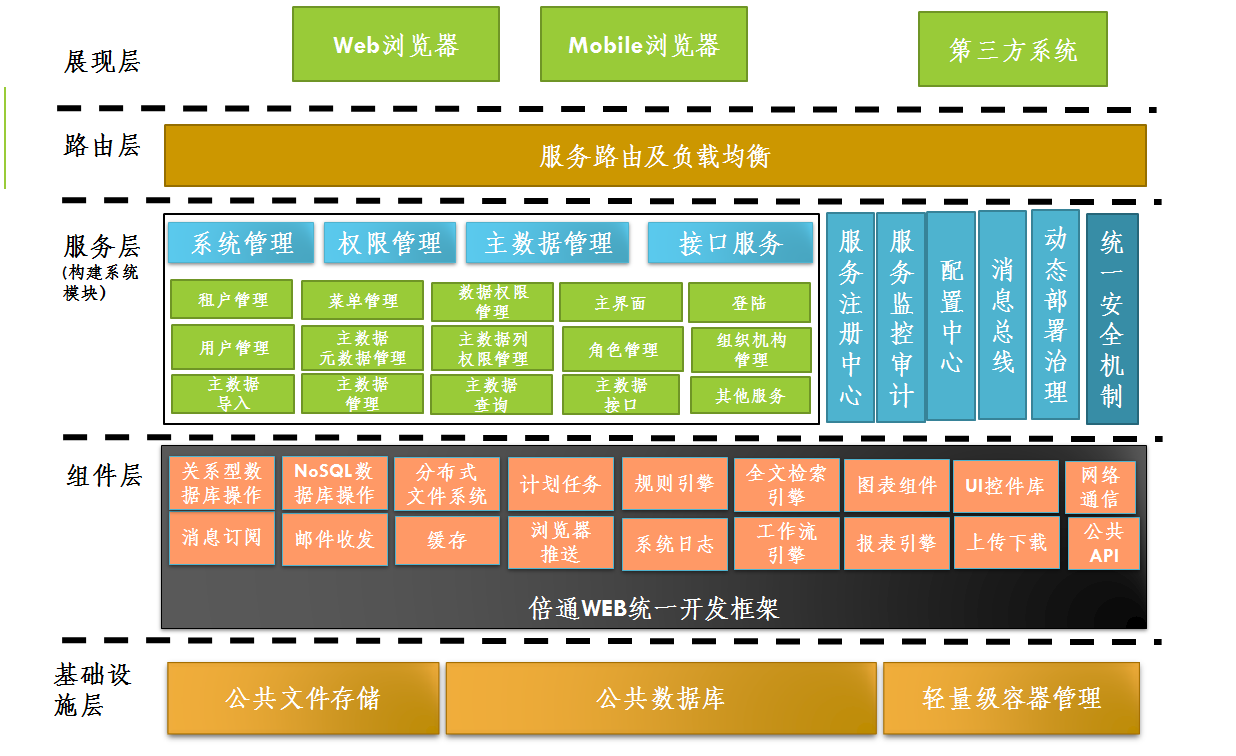 展现层
Web浏览器
Mobile浏览器
第三方系统
路由层
服务路由及负载均衡
服务层
(构建系统
模块)
系统管理
权限管理
主数据管理
接口服务
租户管理
菜单管理
数据权限
管理
主界面
登陆
用户管理
主数据
元数据管理
主数据列
权限管理
角色管理
组织机构
管理
主数据
导入
主数据
管理
主数据
查询
主数据
接口
其他服务
服务注册中心
服务监控审计
配置中心
消息总线
动态部署治理
统一安全机制
组件层
关系型数
据库操作
NoSQL数
据库操作
分布式
文件系统
计划任务
规则引擎
全文检索
引擎
图表组件
UI控件库
网络
通信
消息订阅
邮件收发
缓存
浏览器
推送
系统日志
工作流
引擎
报表引擎
上传下载
公共
API
倍通WEB统一开发框架
基础设
施层
公共文件存储
公共数据库
轻量级容器管理